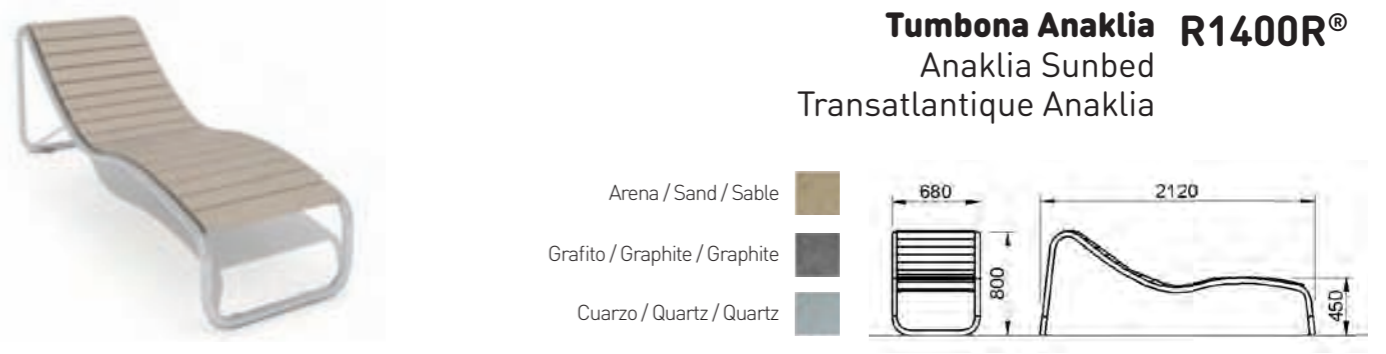 Tumbona Anaklia R1400R®
Anaklia Sunbed
Transatlantique Anaklia
Arena / Sand / Sable
Grafito / Graphite / Graphite
Cuarzo / Quartz / Quartz
680
2120
800
450